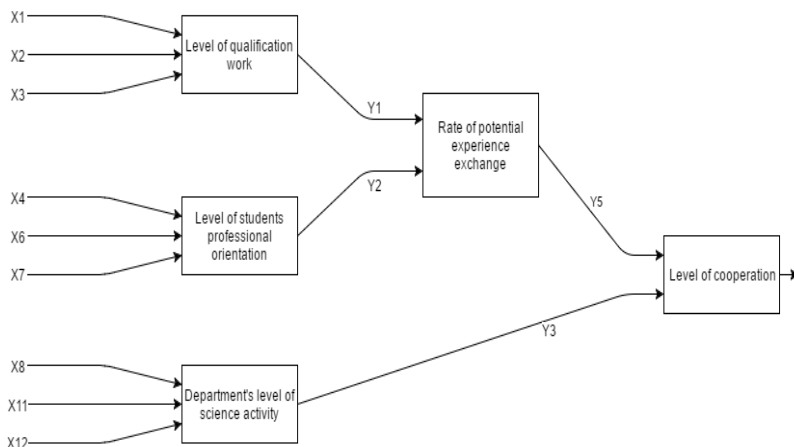 X1
X2
X3
Level of qualification
work
Y1
Rate of potential
experience
exchange
Y2
X4
X6
X7
Level of students
professional
orientation
Y5
Level of cooperation
Y3
X8
X11
X12
Department's level of
science activity